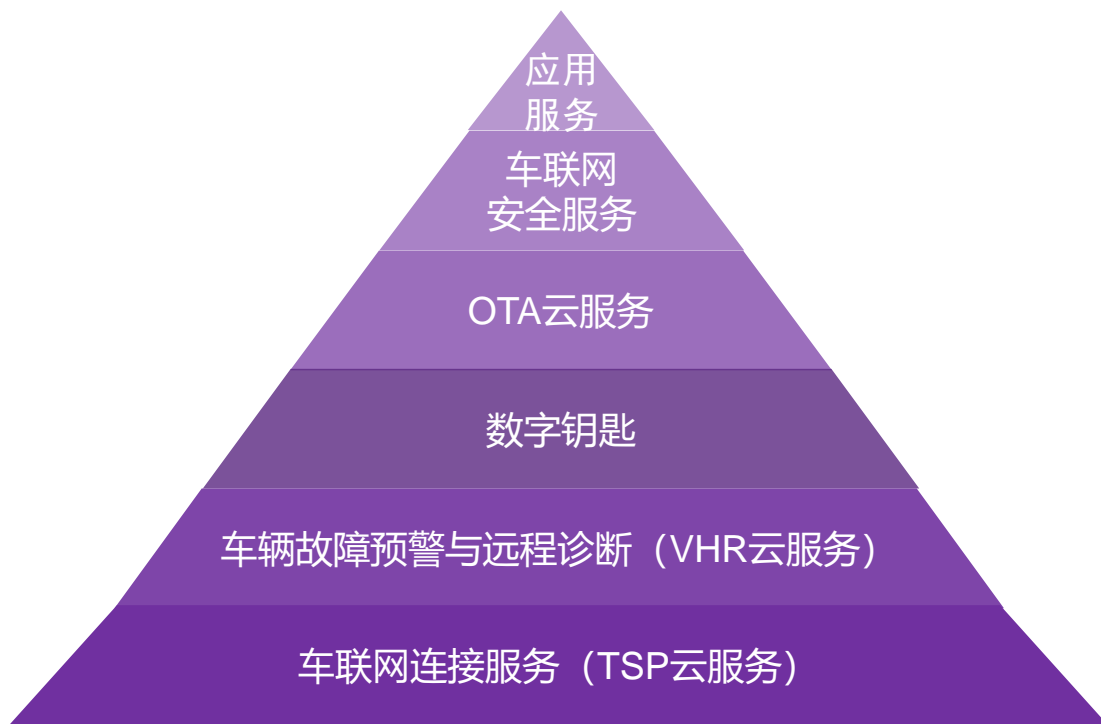 应用
服务
车联网
安全服务
OTA云服务
数字钥匙
车辆故障预警与远程诊断（VHR云服务）
车联网连接服务（TSP云服务）